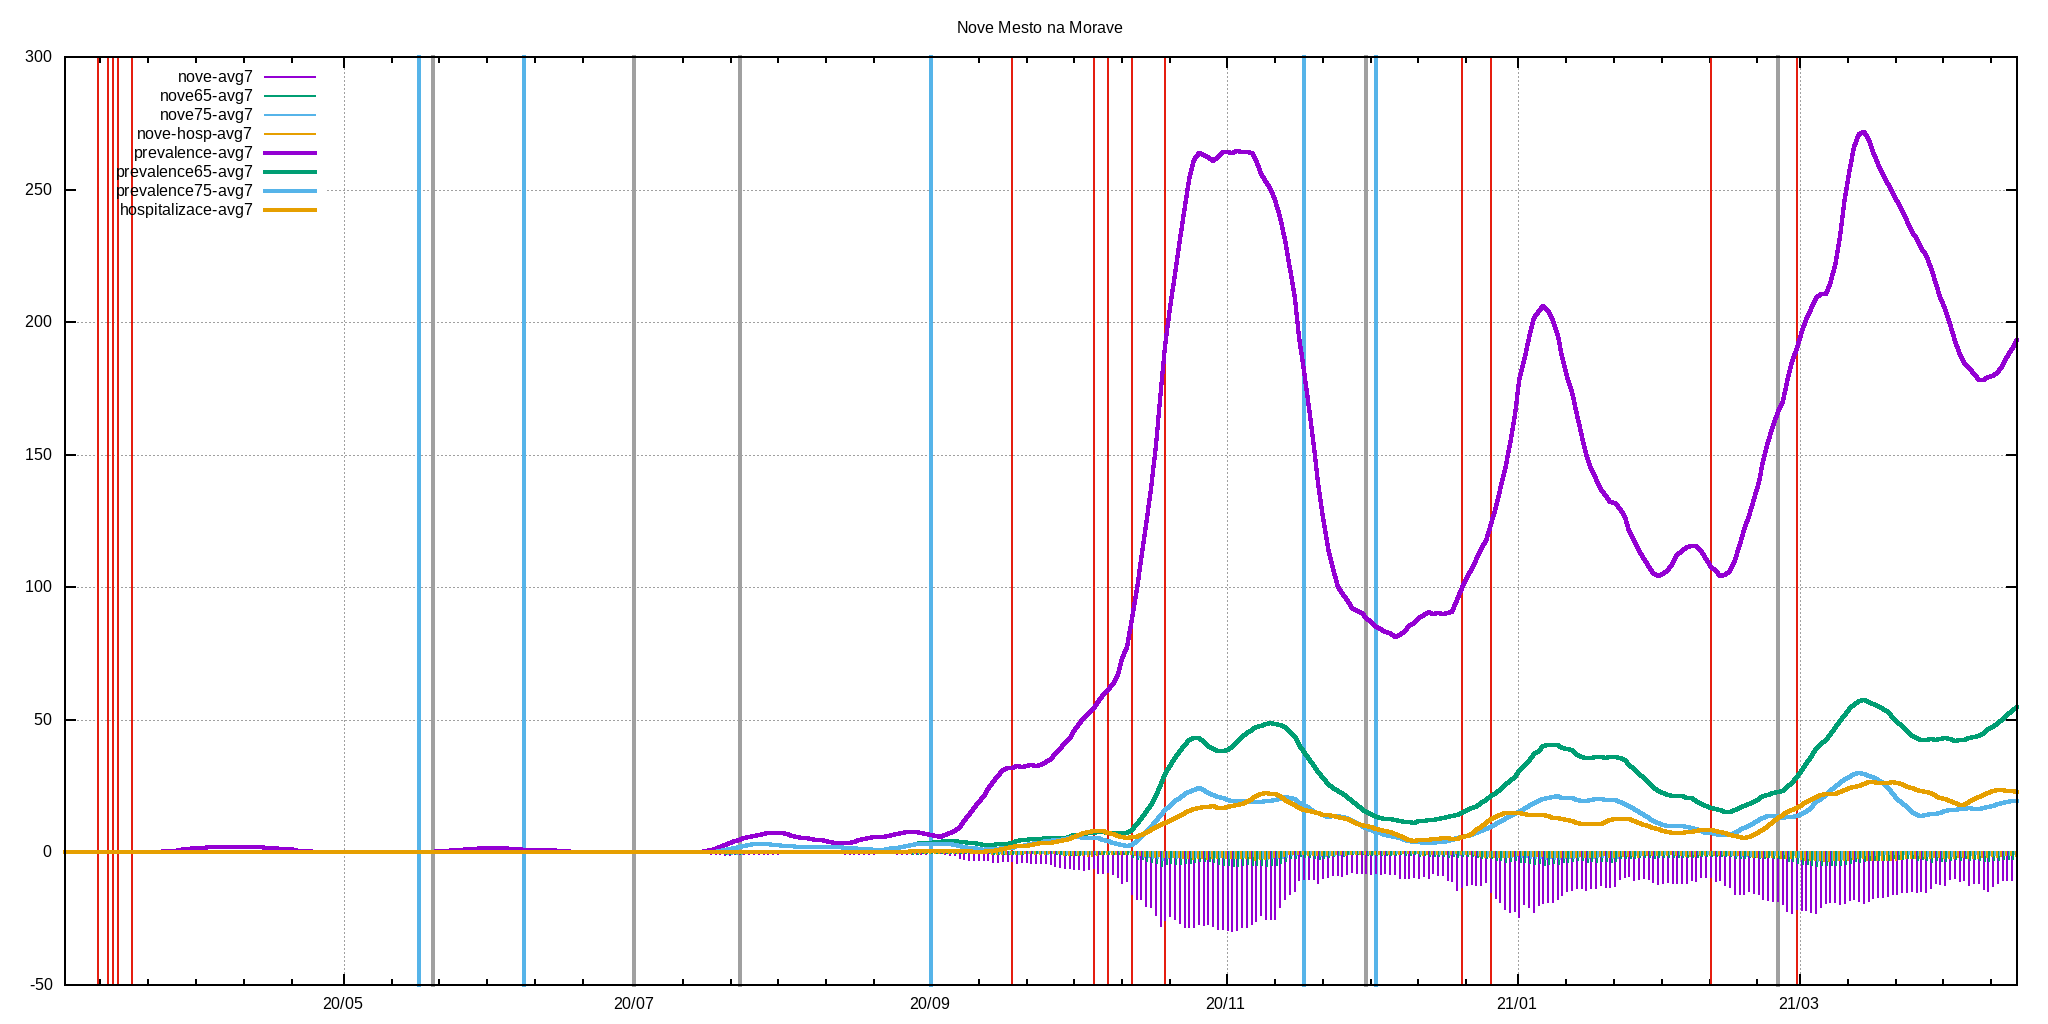 Nove Mesto na Morave
300
250
200
150
100
50
0
-50
nove-avg7
nove65-avg7
nove75-avg7
nove-hosp-avg7
prevalence-avg7
prevalence65-avg7
prevalence75-avg7
hospitalizace-avg7
20/05 20/07 20/09 20/11 21/01 21/03